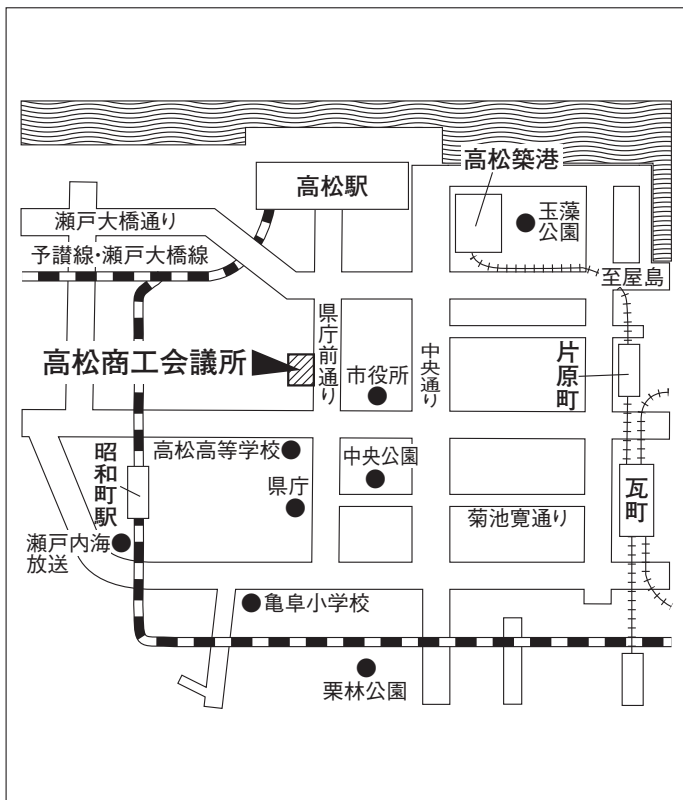 高松築港
高松駅
玉藻
公園
瀬戸大橋通り
予讃線・瀬戸大橋線
至屋島
県庁前通り
中央通り
高松商工会議所
市役所
片原町
高松高等学校
中央公園
昭和町駅
県庁
瓦町
菊池寛通り
瀬戸内海
放送
亀阜小学校
栗林公園